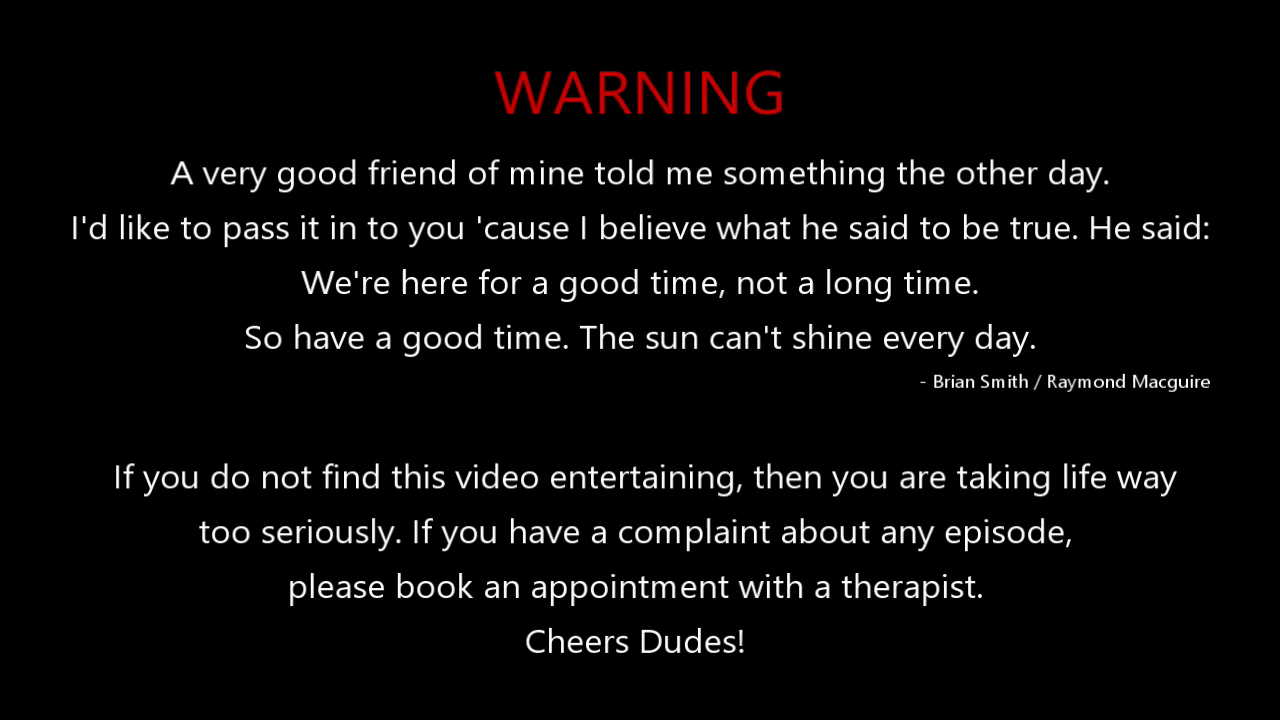 WARNING
A very good friend of mine told me something the other day.
I'd like to pass it in to you 'cause I believe what he said to be true. He said:
We're here for a good time, not a long time.
So have a good time. The sun can't shine every day.
- Brian Smith / Raymond Macguire
If you do not find this video entertaining, then you are taking life way
too seriously. If you have a complaint about any episode,
please book an appointment with a therapist.
Cheers Dudes!